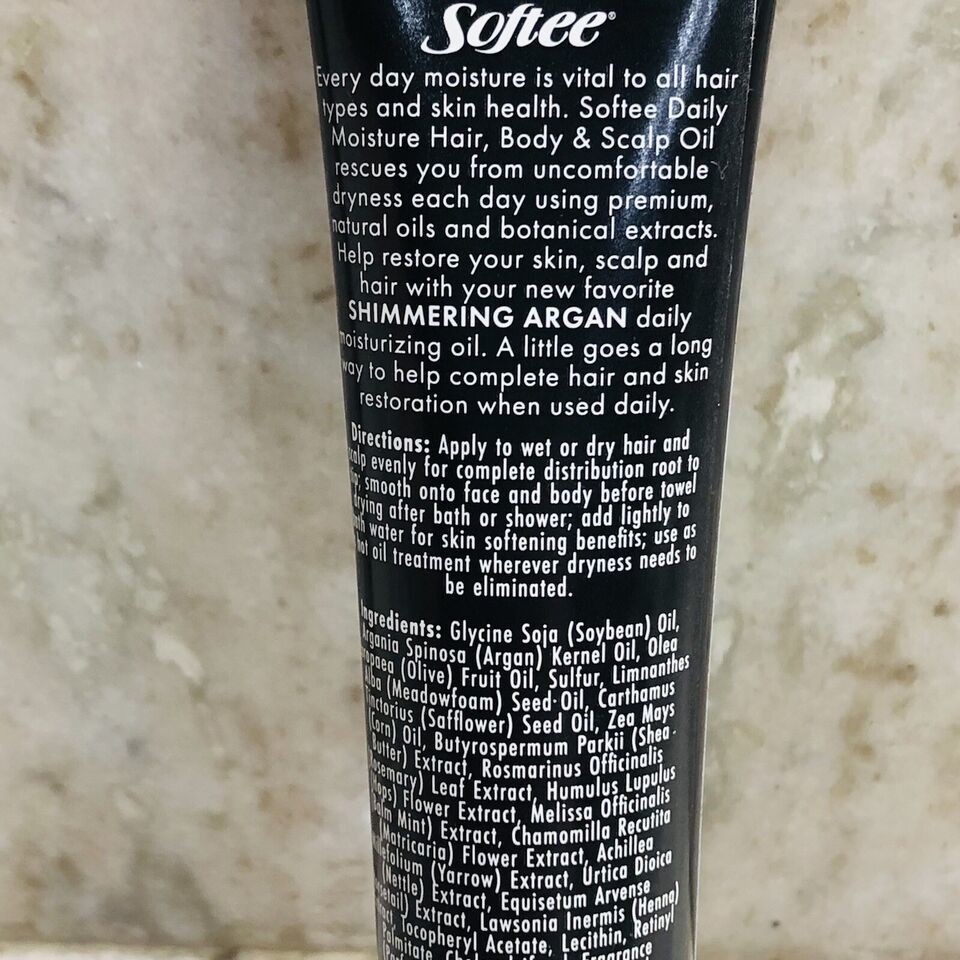 Softee®
Every day moisture is vital to all hair
types and skin health. Softee Daily
Moisture Hair, Body & Scalp Oil
rescues you from uncomfortable
dryness each day using premium,
natural oils and botanical extracts.
Help restore your skin, scalp and
hair with your new favorite
SHIMMERING ARGAN daily
moisturizing oil. A little goes a long
way to help complete hair and skin
restoration when used daily.
Directions: Apply to wet or dry hair and
scalp evenly for complete distribution root to
tip; smooth onto face and body before towel
drying after bath or shower; add lightly to
bath water for skin softening benefits; use as
hot oil treatment wherever dryness needs to
be eliminated.
Ingredients: Glycine Soja (Soybean) Oil,
Argania Spinosa (Argan) Kernel Oil, Olea
Europaea (Olive) Fruit Oil, Sulfur, Limnanthes
Alba (Meadowfoam) Seed Oil, Carthamus
Tinctorius (Safflower) Seed Oil, Zea Mays
(Corn) Oil, Butyrospermum Parkii (Shea
Butter) Extract, Rosmarinus Officinalis
(Rosemary) Leaf Extract, Humulus Lupulus
(Hops) Flower Extract, Melissa Officinalis
(Balm Mint) Extract, Chamomilla Recutita
(Matricaria) Flower Extract, Achillea
Millefolium (Yarrow) Extract, Urtica Dioica
(Nettle) Extract, Equisetum Arvense
(Horsetail) Extract, Lawsonia Inermis (Henna)
Extract, Tocopheryl Acetate, Lecithin, Retinyl
Palmitate, Fragrance